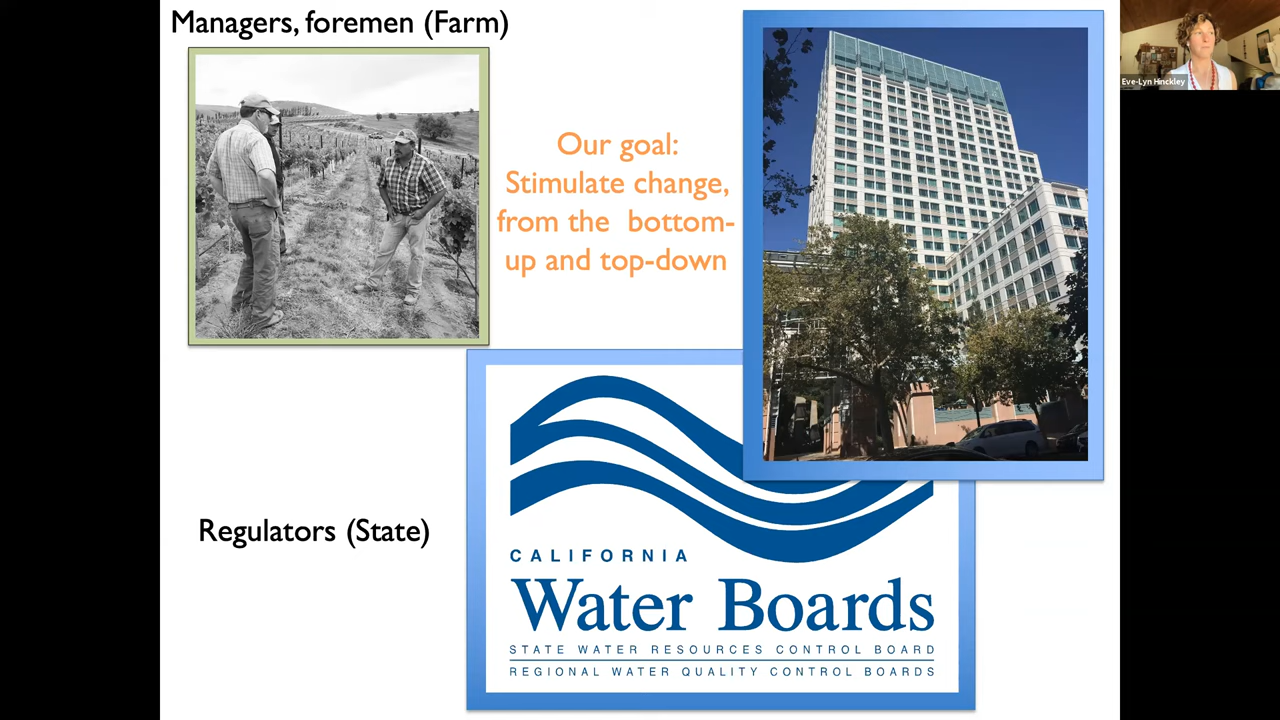 Managers, foremen (Farm)
Eve-Lyn Hinckley
Our goal:
Stimulate change,
from the bottom-
up and top-down
Regulators (State)
CALIFORNIA
Water Boards
STATE WATER RESOURCES CONTROL BOARD
REGIONAL WATER QUALITY CONTROL BOARDS